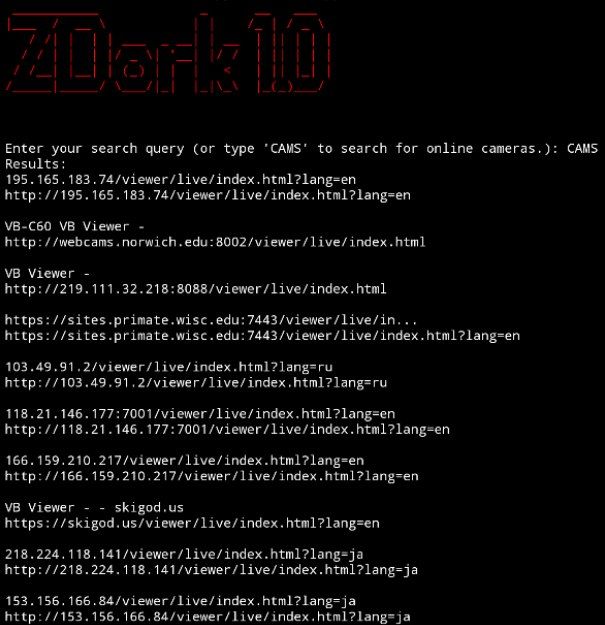 ZDork 1.0
Enter your search query (or type 'CAMS' to search for online cameras.): CAMS
Results:
195.165.183.74/viewer/live/index.html?lang=en
http://195.165.183.74/viewer/live/index.html?lang=en
VB-C60 VB Viewer -
http://webcams.norwich.edu:8002/viewer/live/index.html
VB Viewer -
http://219.111.32.218:8088/viewer/live/index.html
https://sites.primate.wisc.edu:7443/viewer/live/in...
https://sites.primate.wisc.edu:7443/viewer/live/index.html?lang=en
103.49.91.2/viewer/live/index.html?lang=ru
http://103.49.91.2/viewer/live/index.html?lang=ru
118.21.146.177:7001/viewer/live/index.html?lang=en
http://118.21.146.177:7001/viewer/live/index.html?lang=en
166.159.210.217/viewer/live/index.html?lang=en
http://166.159.210.217/viewer/live/index.html?lang=en
VB Viewer - - skigod.us
https://skigod.us/viewer/live/index.html?lang=en
218.224.118.141/viewer/live/index.html?lang=ja
http://218.224.118.141/viewer/live/index.html?lang=ja
153.156.166.84/viewer/live/index.html?lang=ja
http://153.156.166.84/viewer/live/index.html?lang=ja